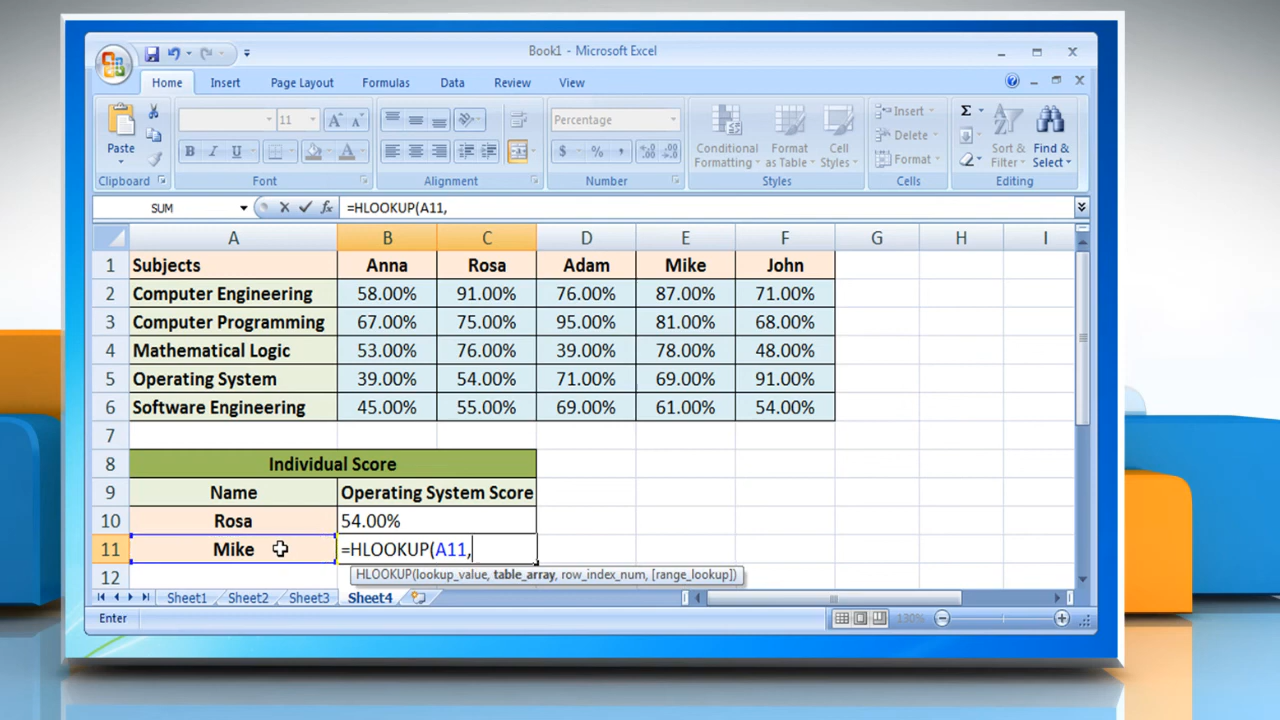 Book1 - Microsoft Excel
Home Insert Page Layout Formulas Data Review View
Paste
11
Percentage
Conditional Formatting
Format as Table
Cell Styles
Insert
Delete
Format
Sort & Filter
Find & Select
Clipboard Font Alignment Number Styles Cells Editing
SUM =HLOOKUP(A11,
A B C D E F G H I
1 Subjects Anna Rosa Adam Mike John
2 Computer Engineering 58.00% 91.00% 76.00% 87.00% 71.00%
3 Computer Programming 67.00% 75.00% 95.00% 81.00% 68.00%
4 Mathematical Logic 53.00% 76.00% 39.00% 78.00% 48.00%
5 Operating System 39.00% 54.00% 71.00% 69.00% 91.00%
6 Software Engineering 45.00% 55.00% 69.00% 61.00% 54.00%
7
8 Individual Score
9 Name Operating System Score
10 Rosa 54.00%
11 Mike =HLOOKUP(A11,
12 HLOOKUP(lookup_value, table_array, row_index_num, [range_lookup])
Sheet1 Sheet2 Sheet3 Sheet4
Enter 130%